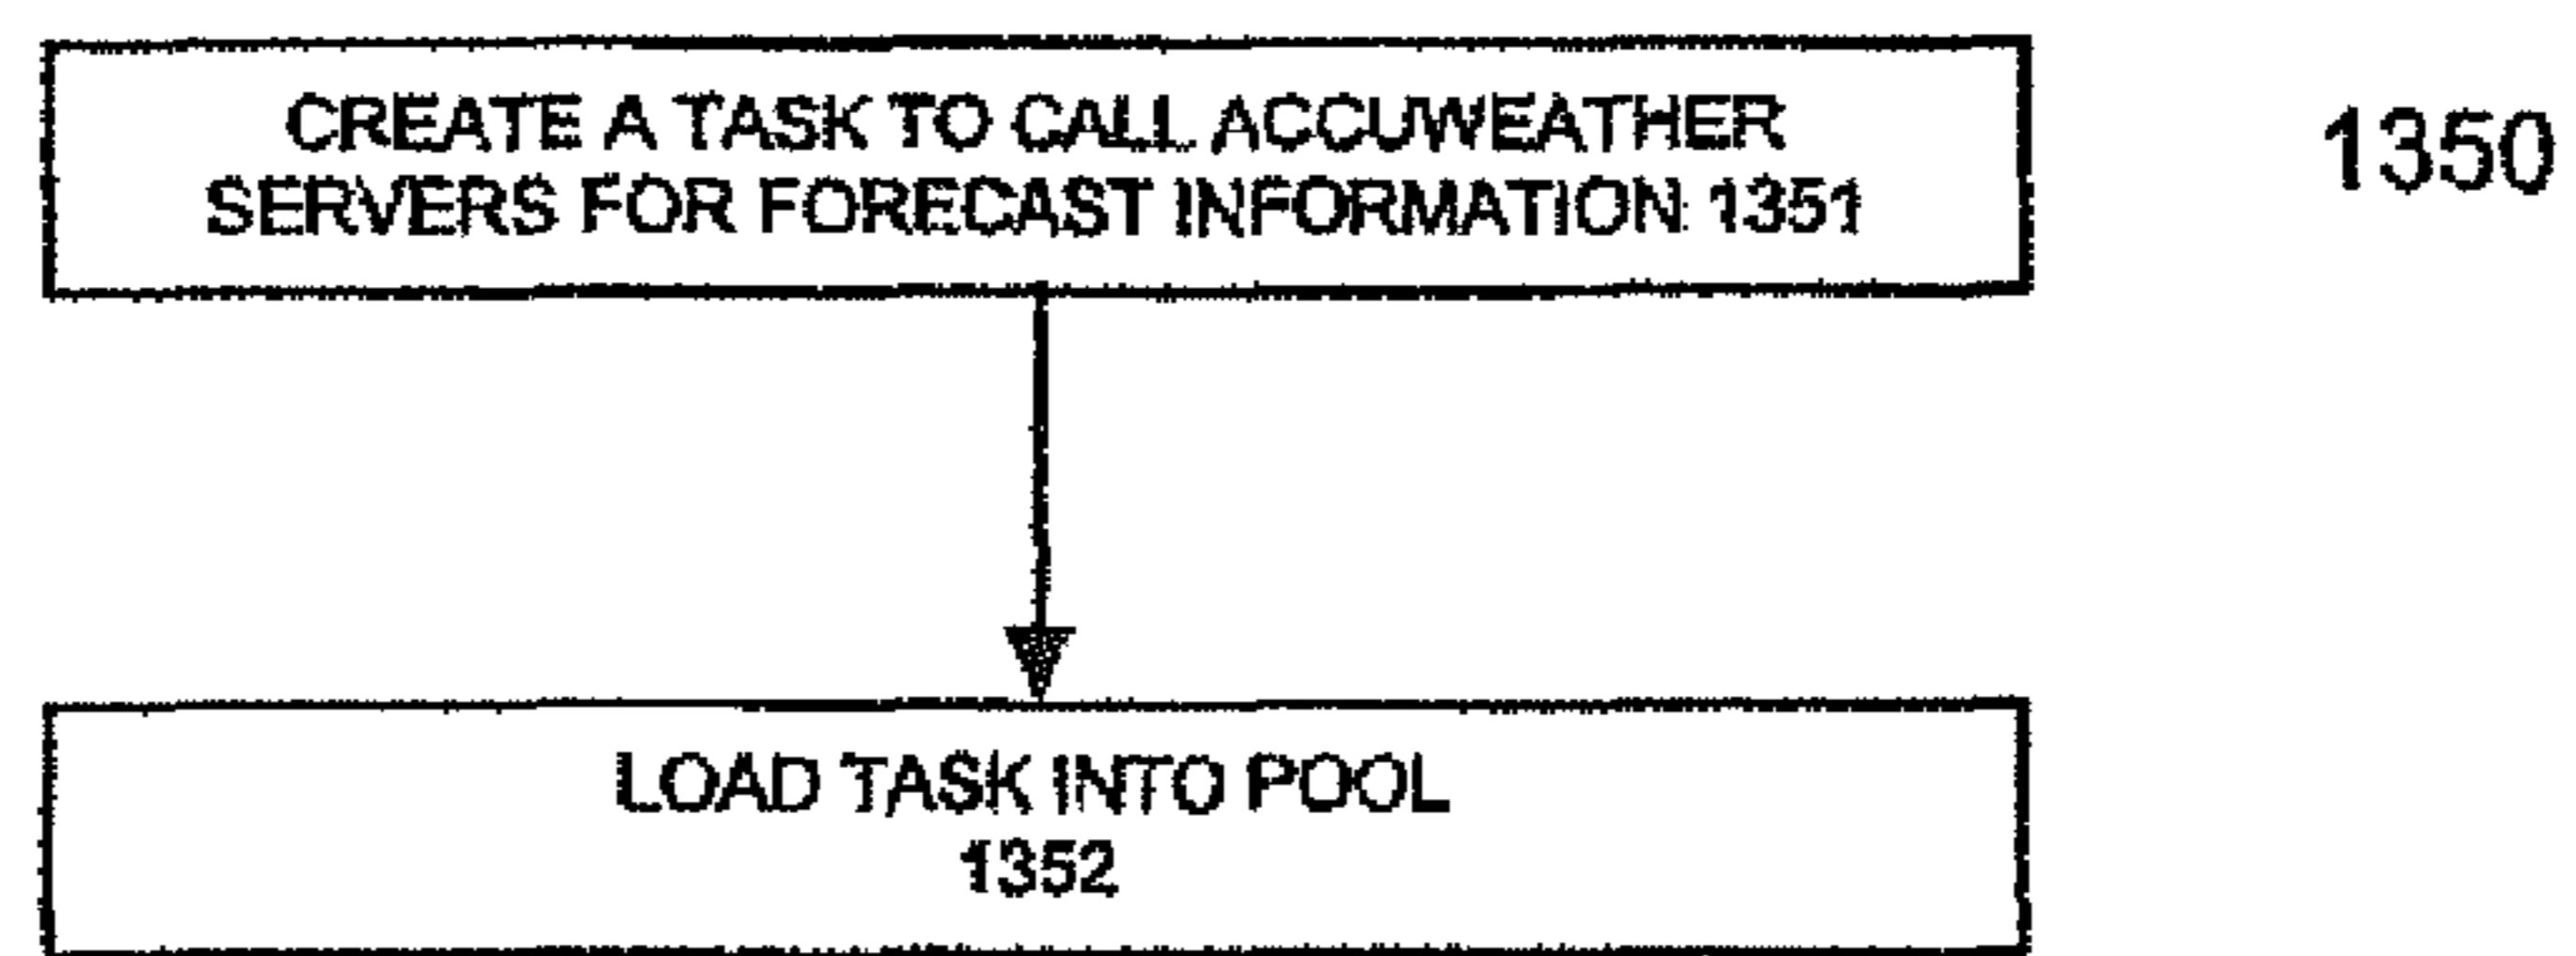 CREATE A TASK TO CALL ACCUWEATHER
SERVERS FOR FORECAST INFORMATION 1351
1350
LOAD TASK INTO POOL
1352